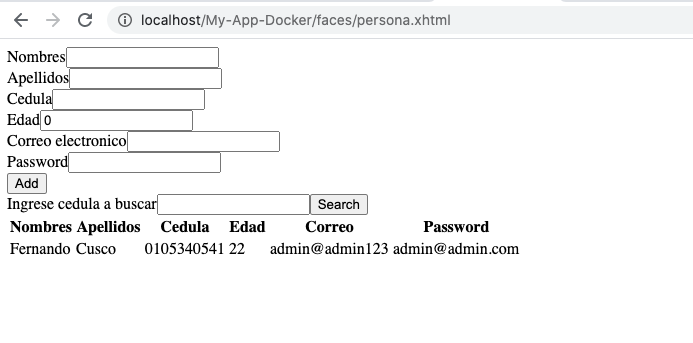 localhost/My-App-Docker/faces/persona.xhtml
Nombres
Apellidos
Cedula
Edad 0
Correo electronico
Password
Add
Ingrese cedula a buscar Search
Nombres Apellidos Cedula Edad Correo Password
Fernando Cusco 0105340541 22 admin@admin123 admin@admin.com